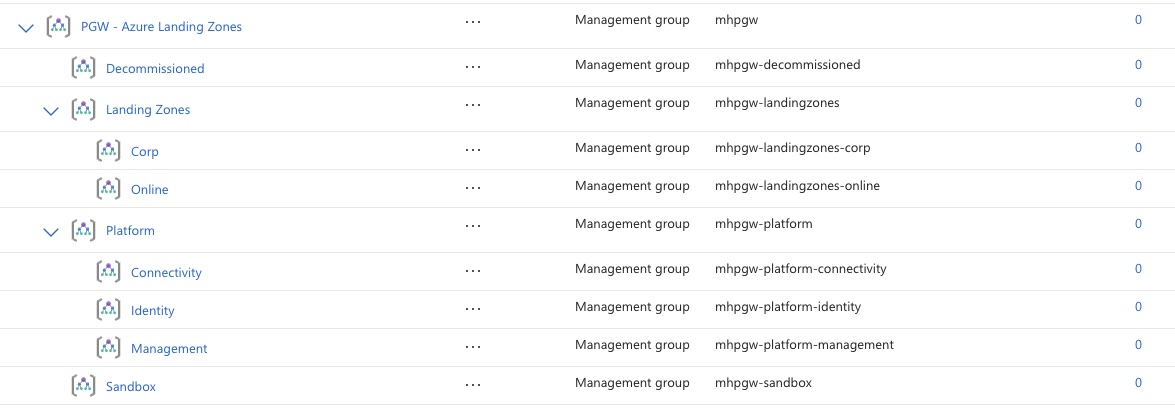 PGW - Azure Landing Zones ... Management group mhpgw 0
Decommissioned ... Management group mhpgw-decommissioned 0
Landing Zones ... Management group mhpgw-landingzones 0
Corp ... Management group mhpgw-landingzones-corp 0
Online ... Management group mhpgw-landingzones-online 0
Platform ... Management group mhpgw-platform 0
Connectivity ... Management group mhpgw-platform-connectivity 0
Identity ... Management group mhpgw-platform-identity 0
Management ... Management group mhpgw-platform-management 0
Sandbox ... Management group mhpgw-sandbox 0